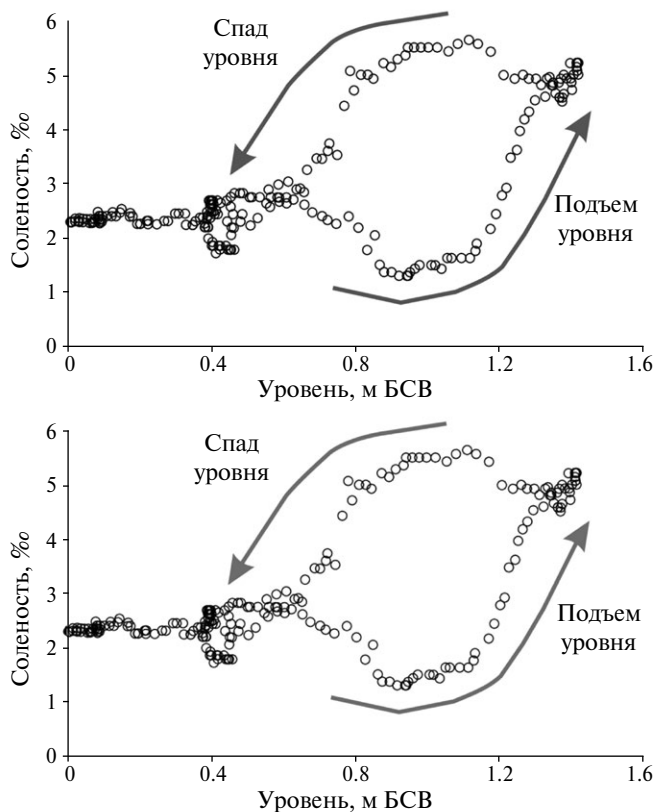 6
Спад
уровня
5
4
3
Подъем
уровня
2
1
0
0.4
0.8
1.2
1.6
Соленость, ‰
Уровень, м БСВ
6
Спад
уровня
5
4
3
Подъем
уровня
2
1
0
0
0.4
0.8
1.2
1.6
Соленость, ‰
Уровень, м БСВ